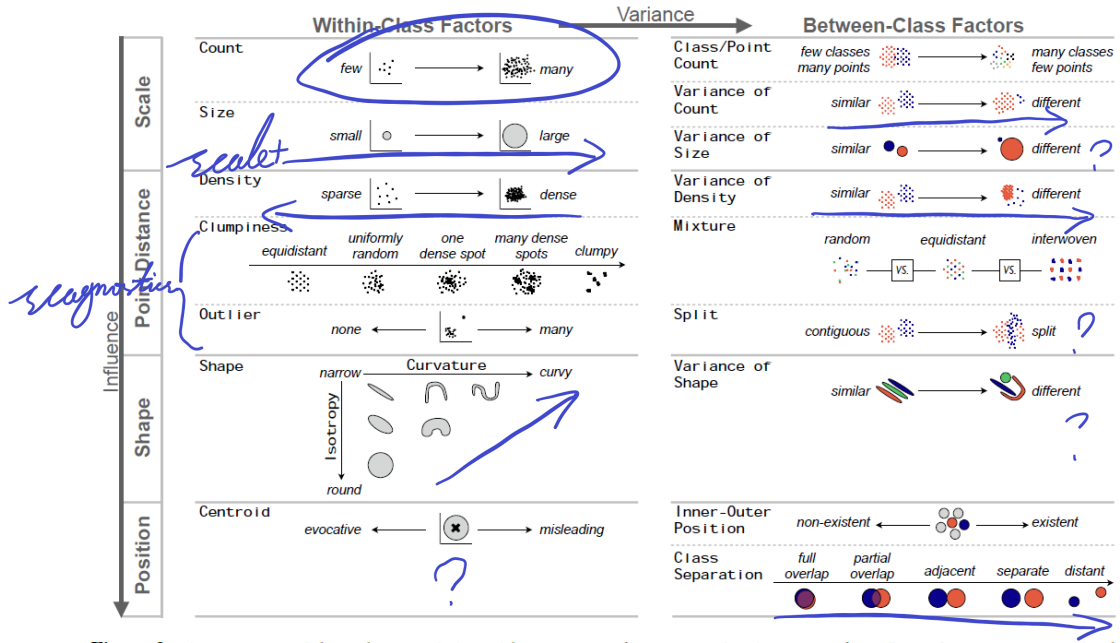 Variance
Within-Class Factors
Between-Class Factors
Influence
Scale
Count
few
many
Size
small
large
Point Distance
Density
sparse
dense
Clumpiness
equidistant
uniformly
random
one
dense spot
many dense
spots
clumpy
Outlier
none
many
Shape
Shape
narrow
Curvature
curvy
Isotropy
round
Position
Centroid
evocative
misleading
Class/Point
Count
few classes
many points
many classes
few points
Variance of
Count
similar
different
Variance of
Size
similar
different
?
Variance of
Density
similar
different
Mixture
random
vs.
equidistant
vs.
interwoven
Split
contiguous
split
?
Variance of
Shape
similar
different
?
Inner-Outer
Position
non-existent
existent
Class
Separation
full
overlap
partial
overlap
adjacent
separate
distant
?